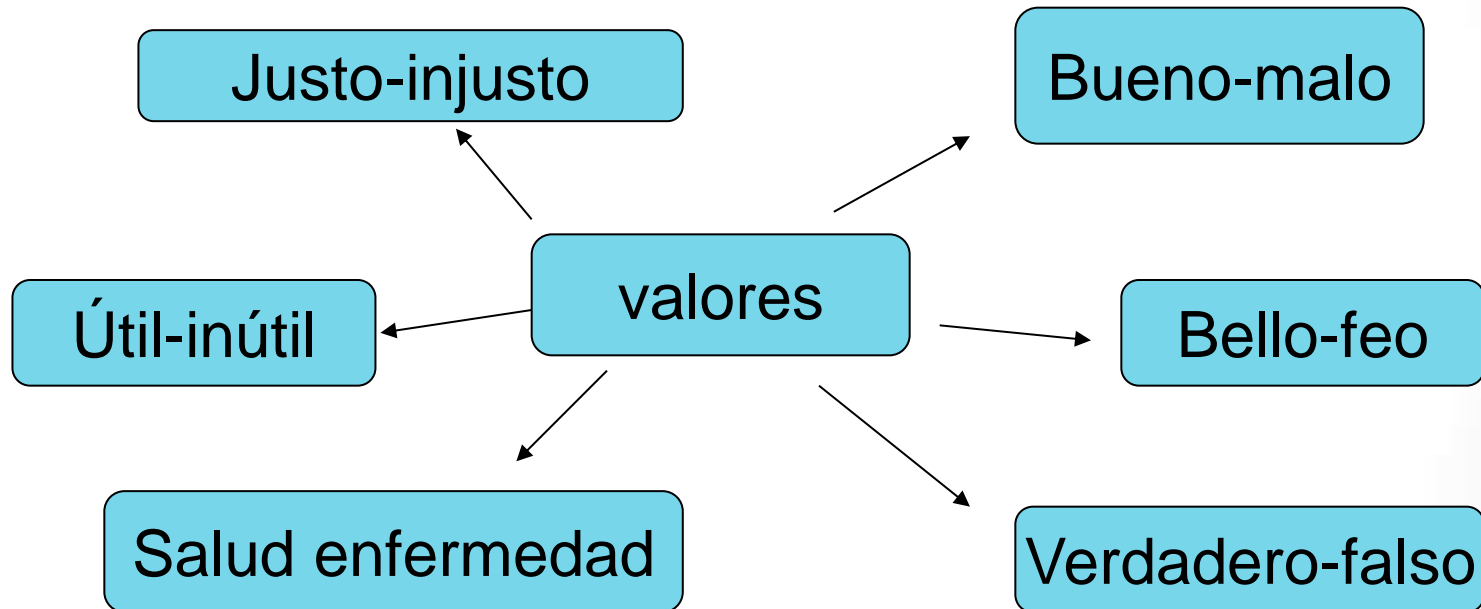 Justo-injusto
Bueno-malo
valores
Útil-inútil
Bello-feo
Salud enfermedad
Verdadero-falso